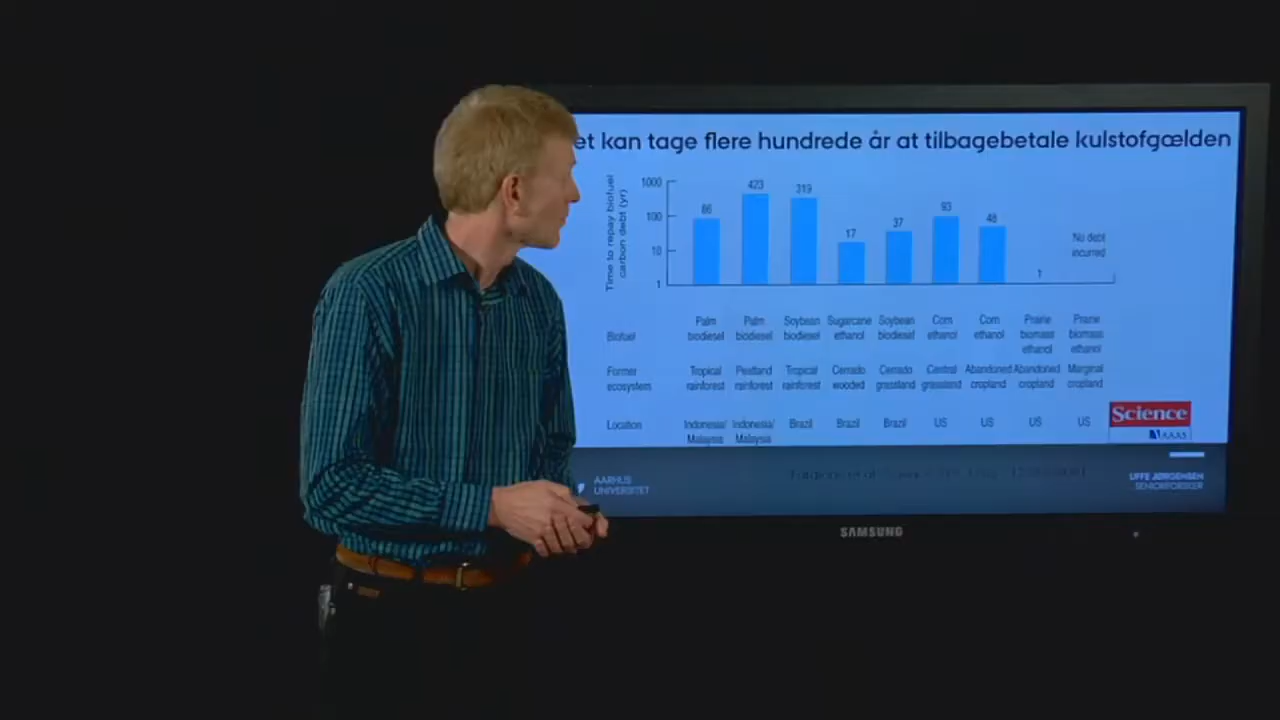 et kan tage flere hundrede år at tilbagebetale kulstofgælden
Time to repay biofuel
carbon debt (yr)
1000
100
10
1
86
423
319
17
37
93
48
1
No debt
incurred
Biofuel
Palm
biodiesel
Palm
biodiesel
Soybean
biodiesel
Sugarcane
ethanol
Soybean
biodiesel
Corn
ethanol
Corn
ethanol
Prairie
biomass
ethanol
Prairie
biomass
ethanol
Former
ecosystem
Tropical
rainforest
Peatland
rainforest
Tropical
rainforest
Cerrado
wooded
Cerrado
grassland
Central
grassland
Abandoned
cropland
Abandoned
cropland
Marginal
cropland
Location
Indonesia/
Malaysia
Indonesia/
Malaysia
Brazil
Brazil
Brazil
US
US
US
US
Science
AAAS
AARHUS
UNIVERSITET
UFFE JØRGENSEN
SENIORFORSKER
SAMSUNG